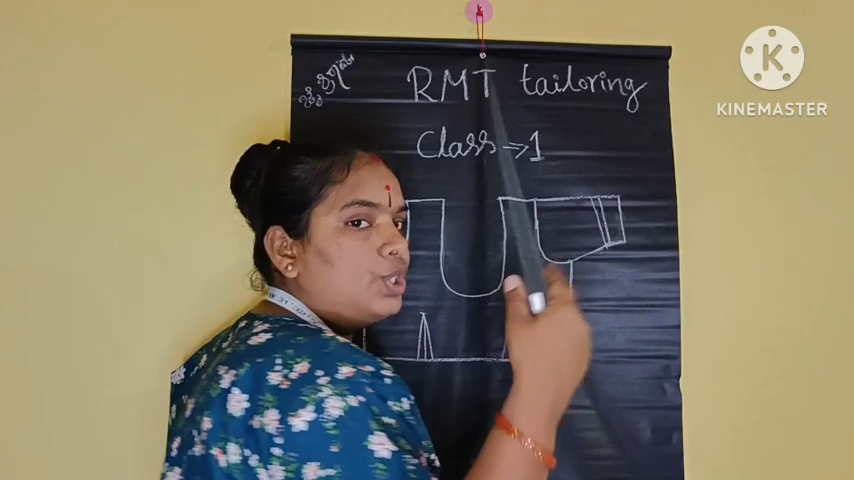 RMT tailoring
Class → 1
K
KINEMASTER